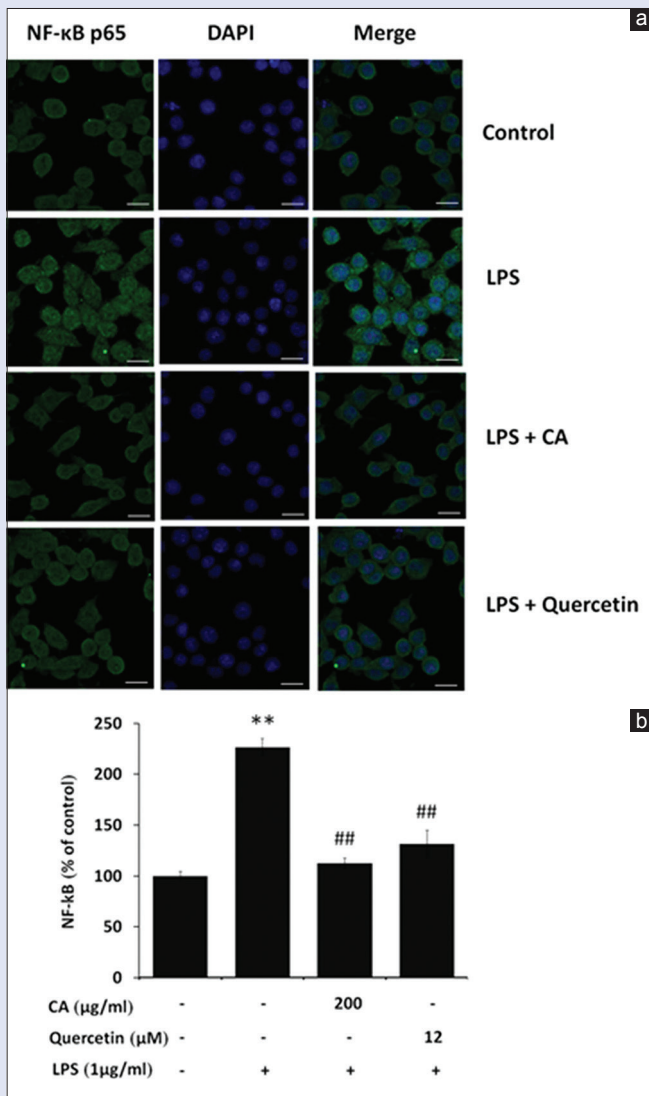 a
NF-κB p65 DAPI Merge
Control
LPS
LPS + CA
LPS + Quercetin
b
NF-kB (% of control)
250
200
150
100
50
0
**
##
##
CA (µg/ml) - - 200 -
Quercetin (µM) - - - 12
LPS (1µg/ml) - + + +